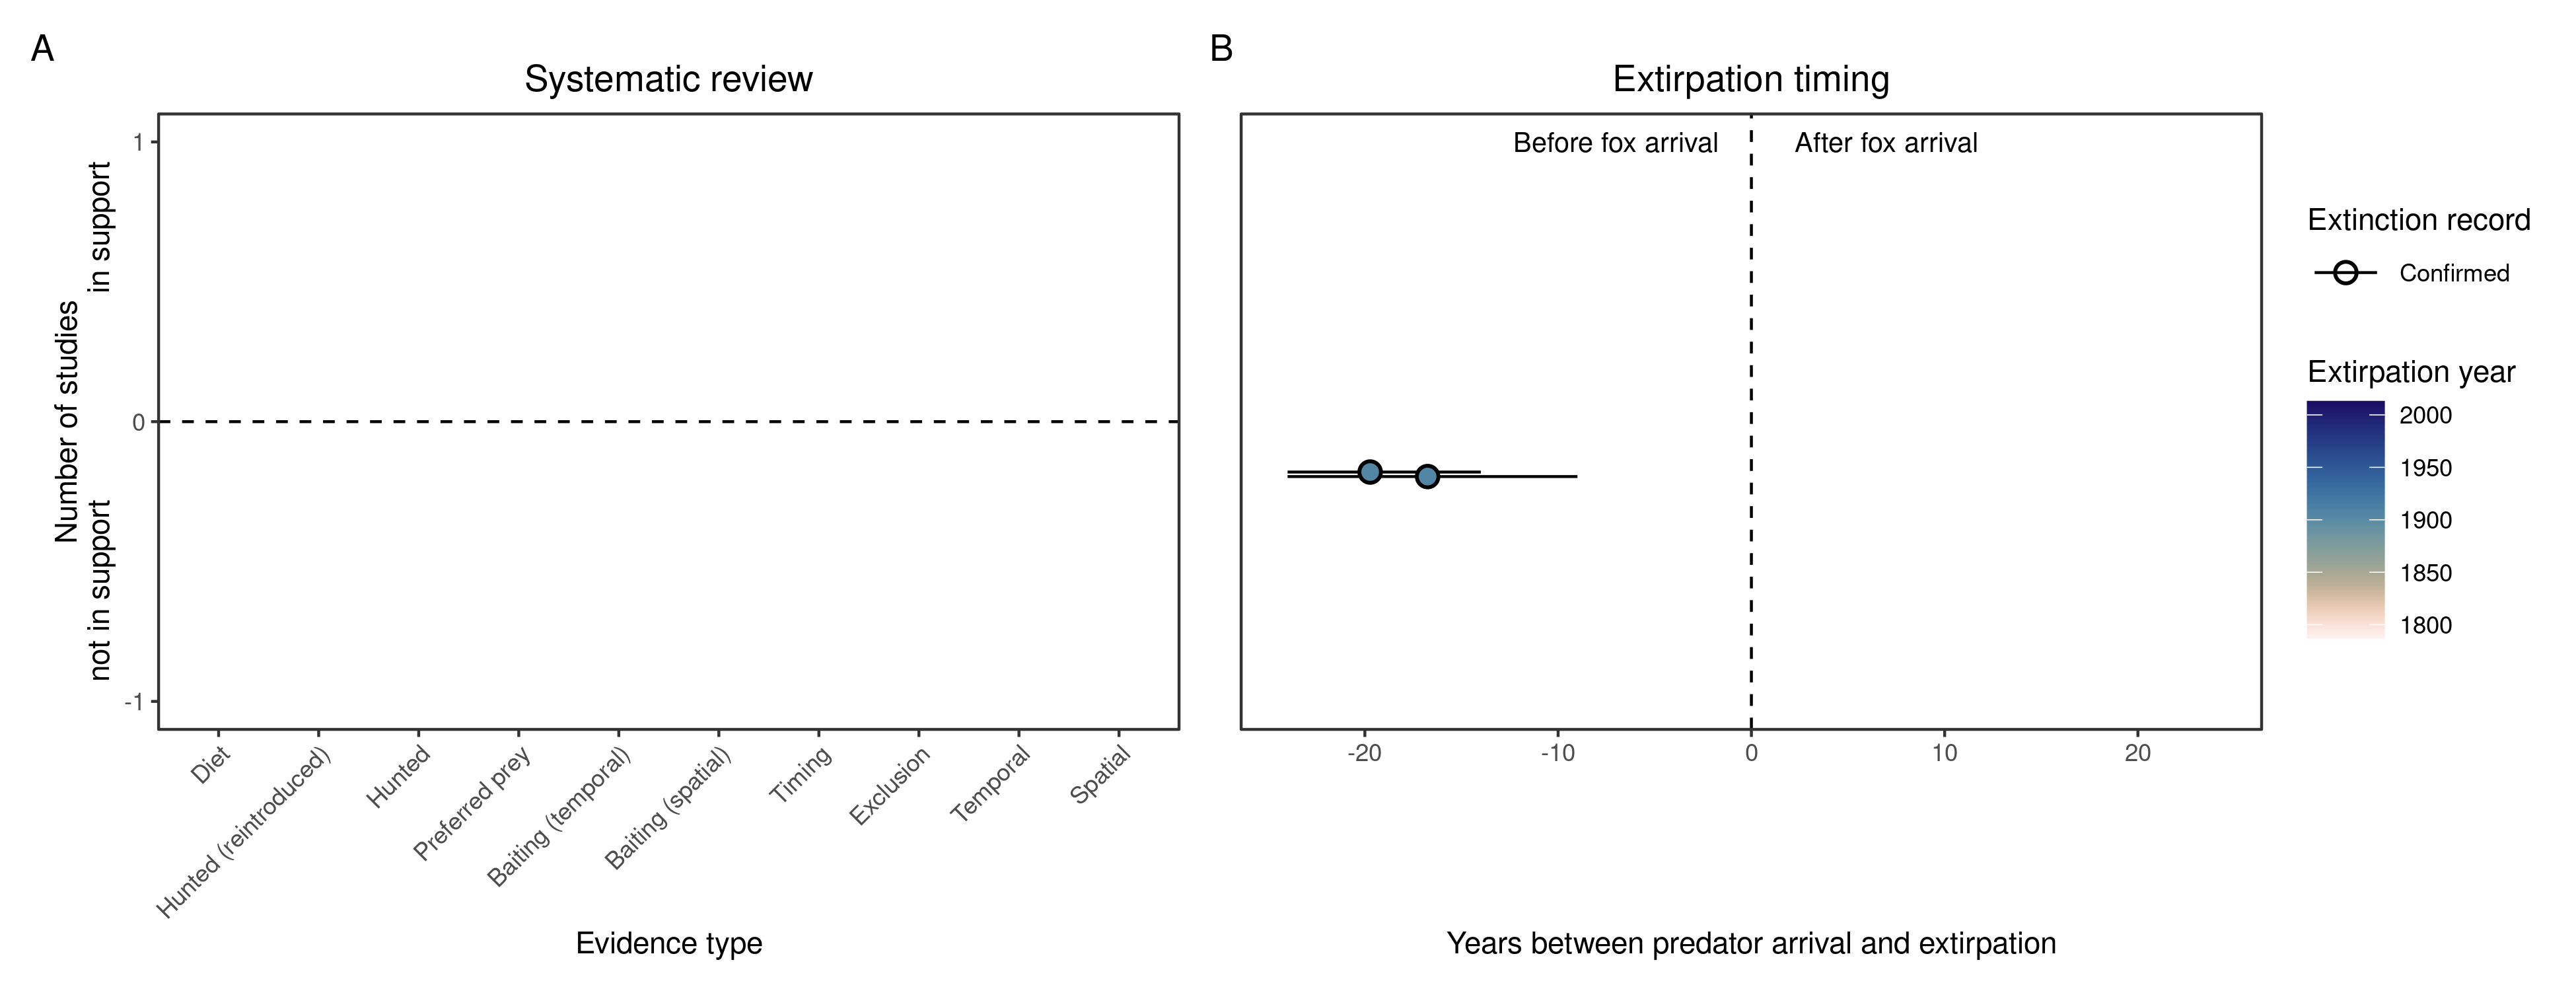 A
Systematic review
1
0
-1
Number of studies
in support
not in support
Diet
Hunted (reintroduced)
Hunted
Preferred prey
Baiting (temporal)
Baiting (spatial)
Timing
Exclusion
Temporal
Spatial
Evidence type
B
Extirpation timing
Before fox arrival
After fox arrival
-20
-10
0
10
20
Years between predator arrival and extirpation
Extinction record
Confirmed
Extirpation year
2000
1950
1900
1850
1800